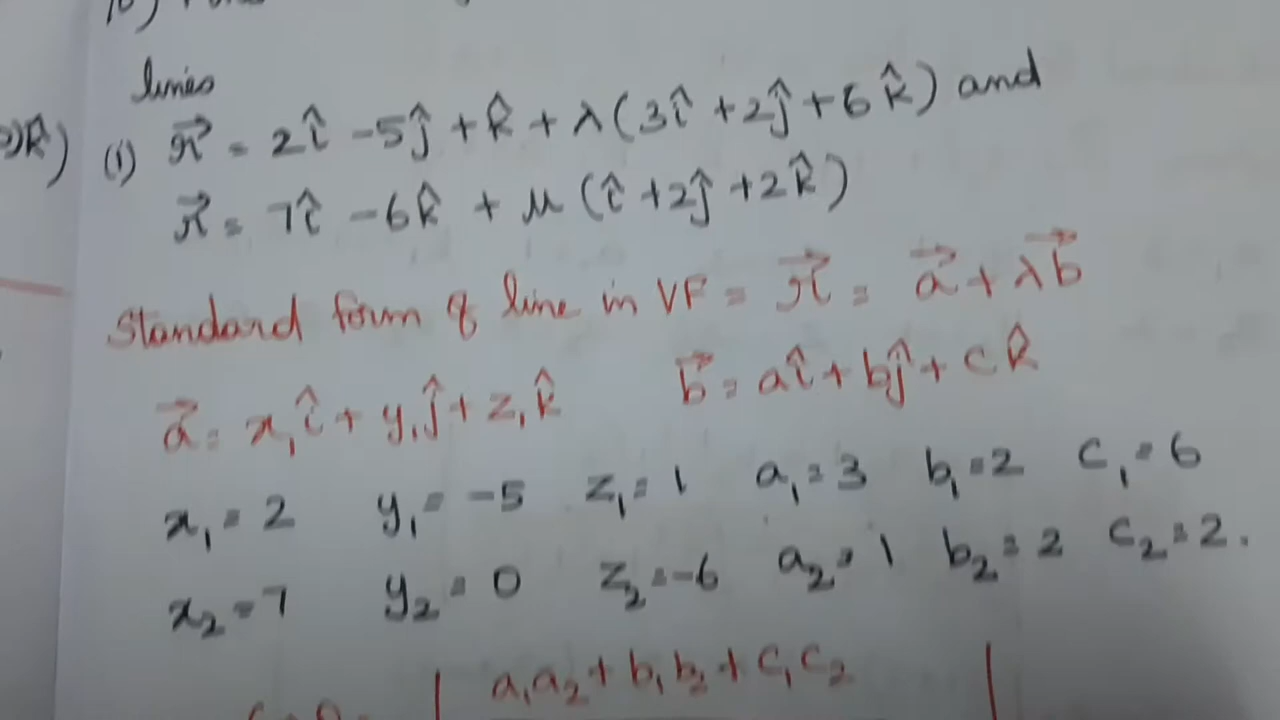 lines
(i) r⃗ = 2î - 5ĵ + k̂ + λ(3î + 2ĵ + 6k̂) and
r⃗ = 7î - 6k̂ + μ(î + 2ĵ + 2k̂)
Standard form of line in VF = r⃗ = a⃗ + λb⃗
a⃗ = x₁î + y₁ĵ + z₁k̂ b⃗ = aî + bĵ + ck̂
x₁ = 2 y₁ = -5 z₁ = 1 a₁ = 3 b₁ = 2 c₁ = 6
x₂ = 7 y₂ = 0 z₂ = -6 a₂ = 1 b₂ = 2 c₂ = 2.
| a₁a₂ + b₁b₂ + c₁c₂ |